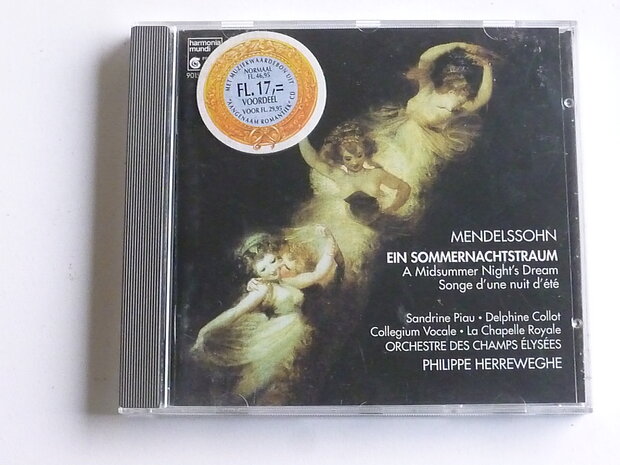 harmonia
mundi
MET MUZIEKWAARDEBON UIT
"AANGENAAM ROMANTIEK" CD
NORMAAL
FL. 46,95
FL. 17,=
VOORDEEL
VOOR FL. 29,95
MENDELSSOHN
EIN SOMMERNACHTSTRAUM
A Midsummer Night's Dream
Songe d'une nuit d'été
Sandrine Piau • Delphine Collot
Collegium Vocale • La Chapelle Royale
ORCHESTRE DES CHAMPS ÉLYSÉES
PHILIPPE HERREWEGHE